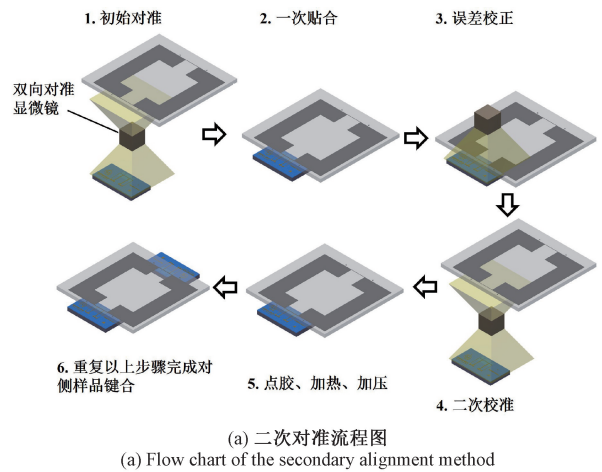 1. 初始对准
2. 一次贴合
3. 误差校正
双向对准
显微镜
6. 重复以上步骤完成对
侧样品键合
5. 点胶、加热、加压
4. 二次校准
(a) 二次对准流程图
(a) Flow chart of the secondary alignment method